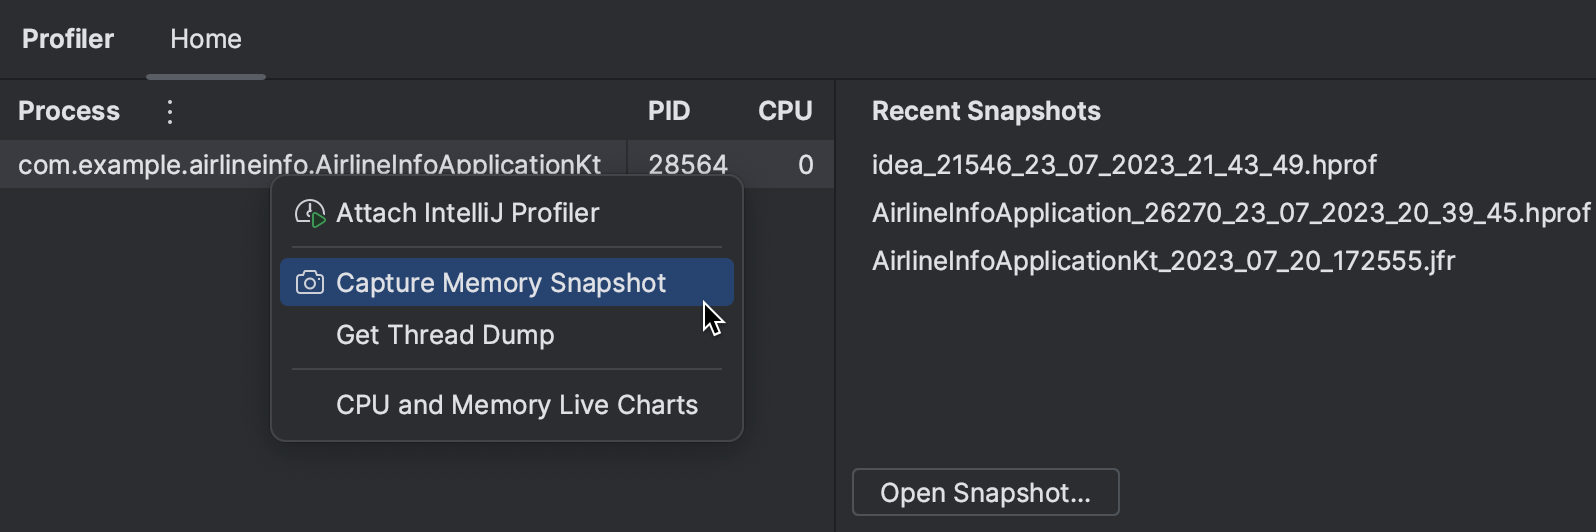 Profiler Home
Process PID CPU
com.example.airlineinfo.AirlineInfoApplicationKt 28564 0
Attach IntelliJ Profiler
Capture Memory Snapshot
Get Thread Dump
CPU and Memory Live Charts
Recent Snapshots
idea_21546_23_07_2023_21_43_49.hprof
AirlineInfoApplication_26270_23_07_2023_20_39_45.hprof
AirlineInfoApplicationKt_2023_07_20_172555.jfr
Open Snapshot...